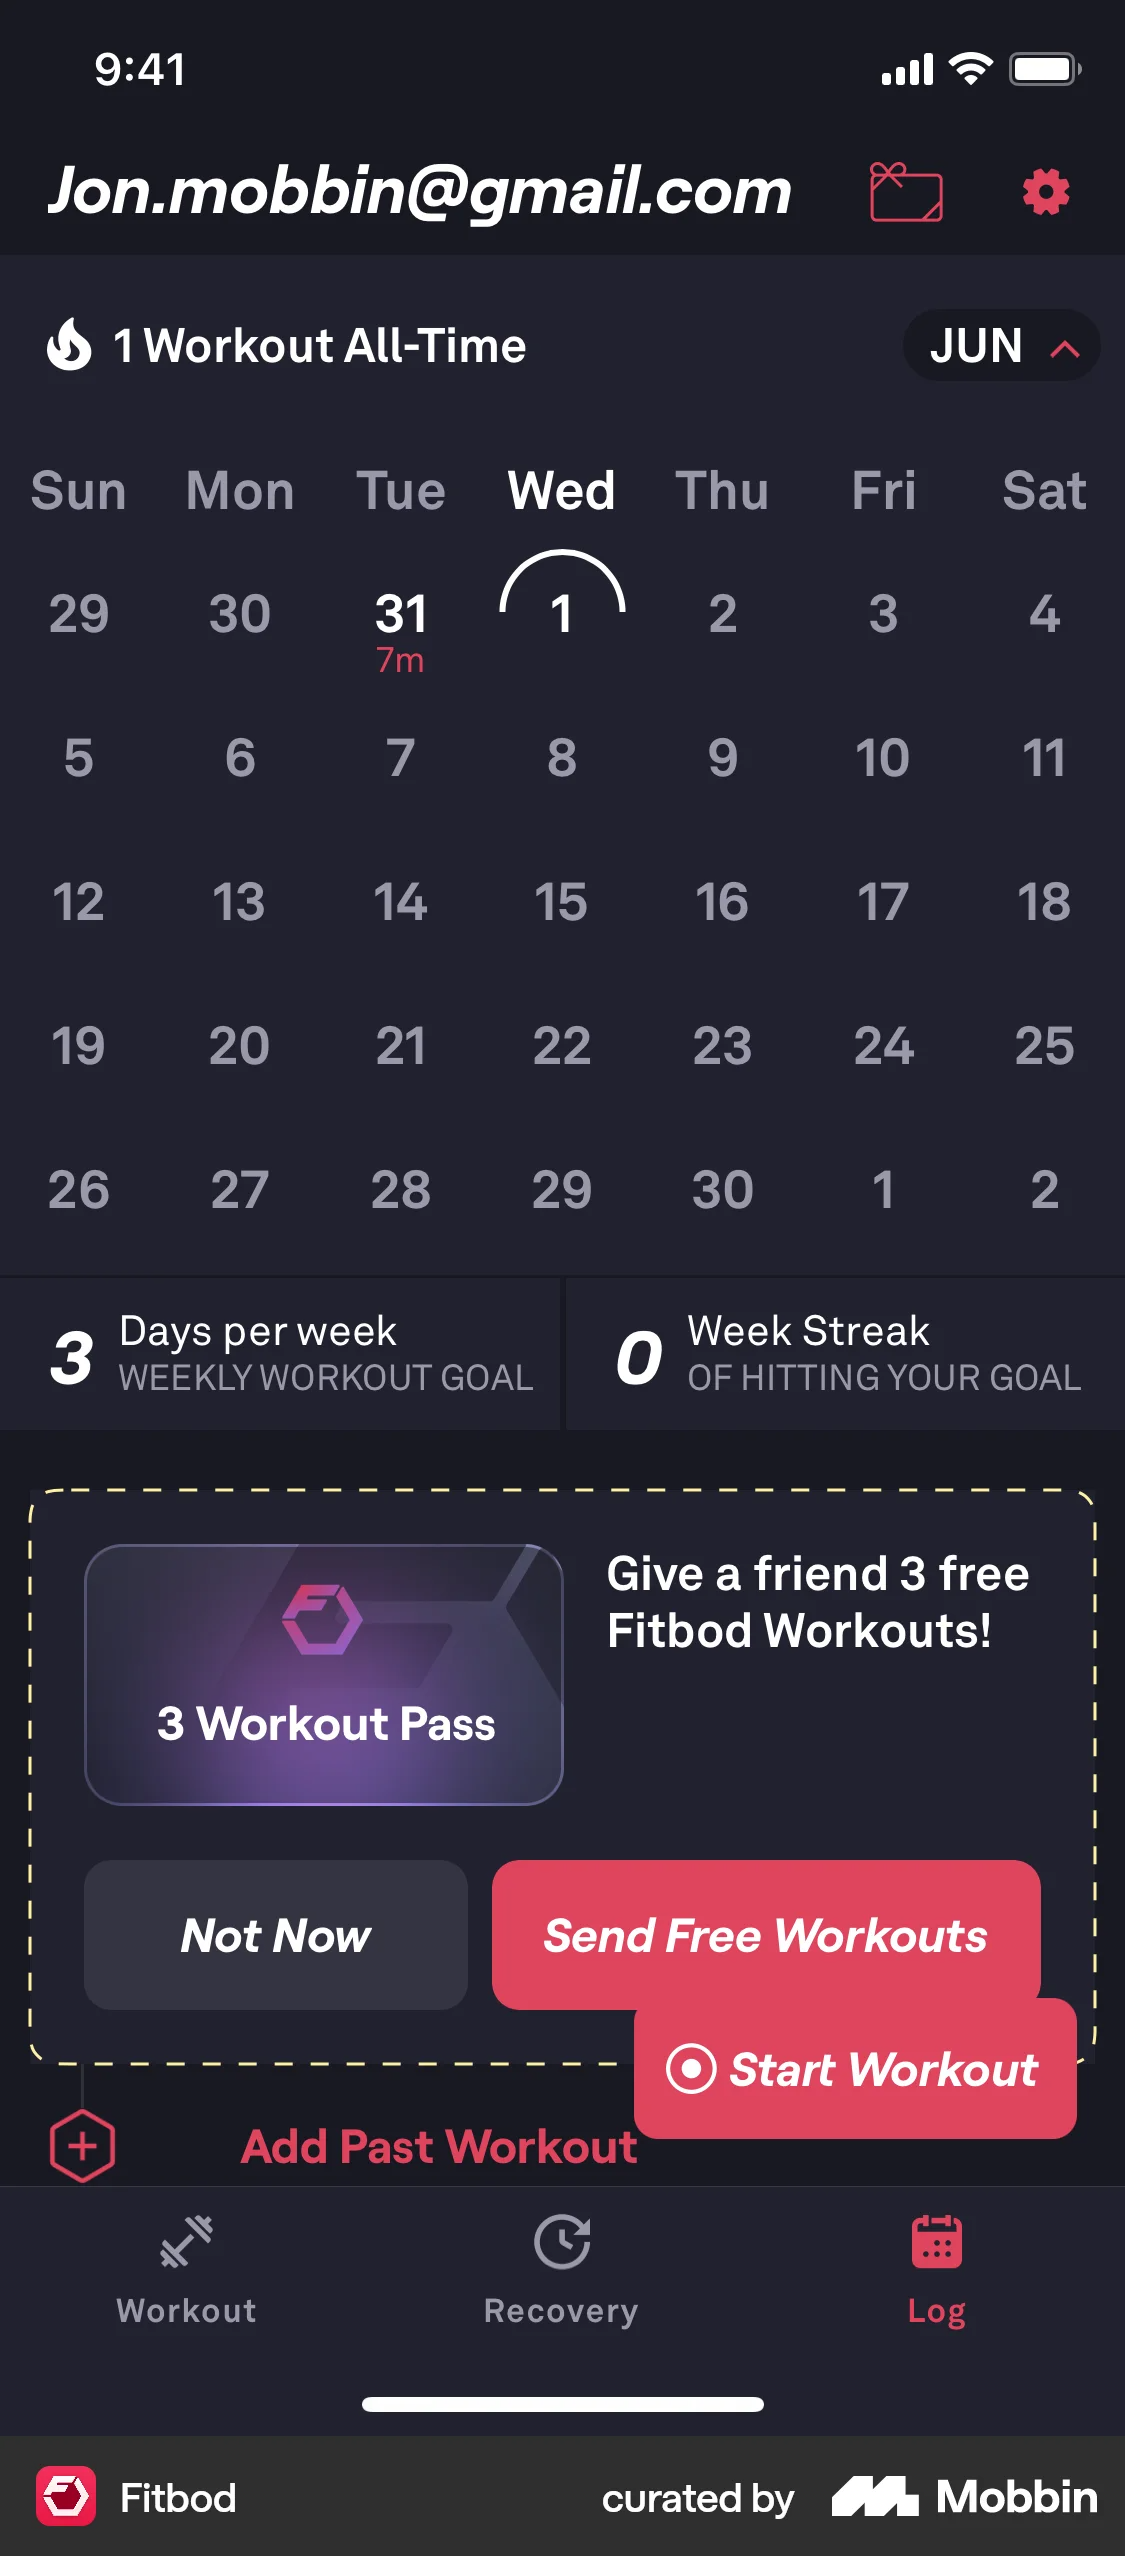 9:41
Jon.mobbin@gmail.com
1 Workout All-Time
JUN
Sun Mon Tue Wed Thu Fri Sat
29 30 31 1 2 3 4
7m
5 6 7 8 9 10 11
12 13 14 15 16 17 18
19 20 21 22 23 24 25
26 27 28 29 30 1 2
3 Days per week
WEEKLY WORKOUT GOAL
0 Week Streak
OF HITTING YOUR GOAL
3 Workout Pass
Give a friend 3 free
Fitbod Workouts!
Not Now
Send Free Workouts
Start Workout
Add Past Workout
Workout
Recovery
Log
Fitbod
curated by Mobbin